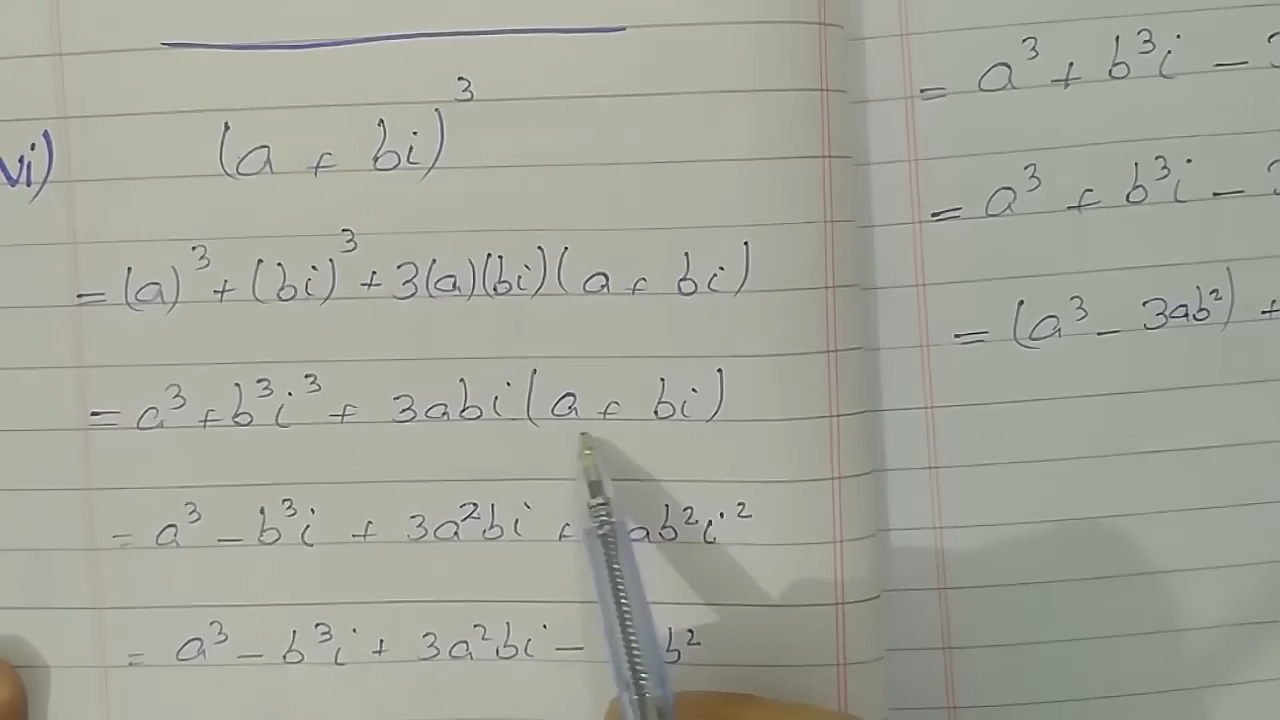 vi) (a + bi)³
= (a)³ + (bi)³ + 3(a)(bi)(a + bi)
= a³ + b³i³ + 3abi(a + bi)
= a³ - b³i + 3a²bi + ab²i²
= a³ - b³i + 3a²bi - b²
= a³ + b³i -
= a³ + b³i -
= (a³ - 3ab²) +